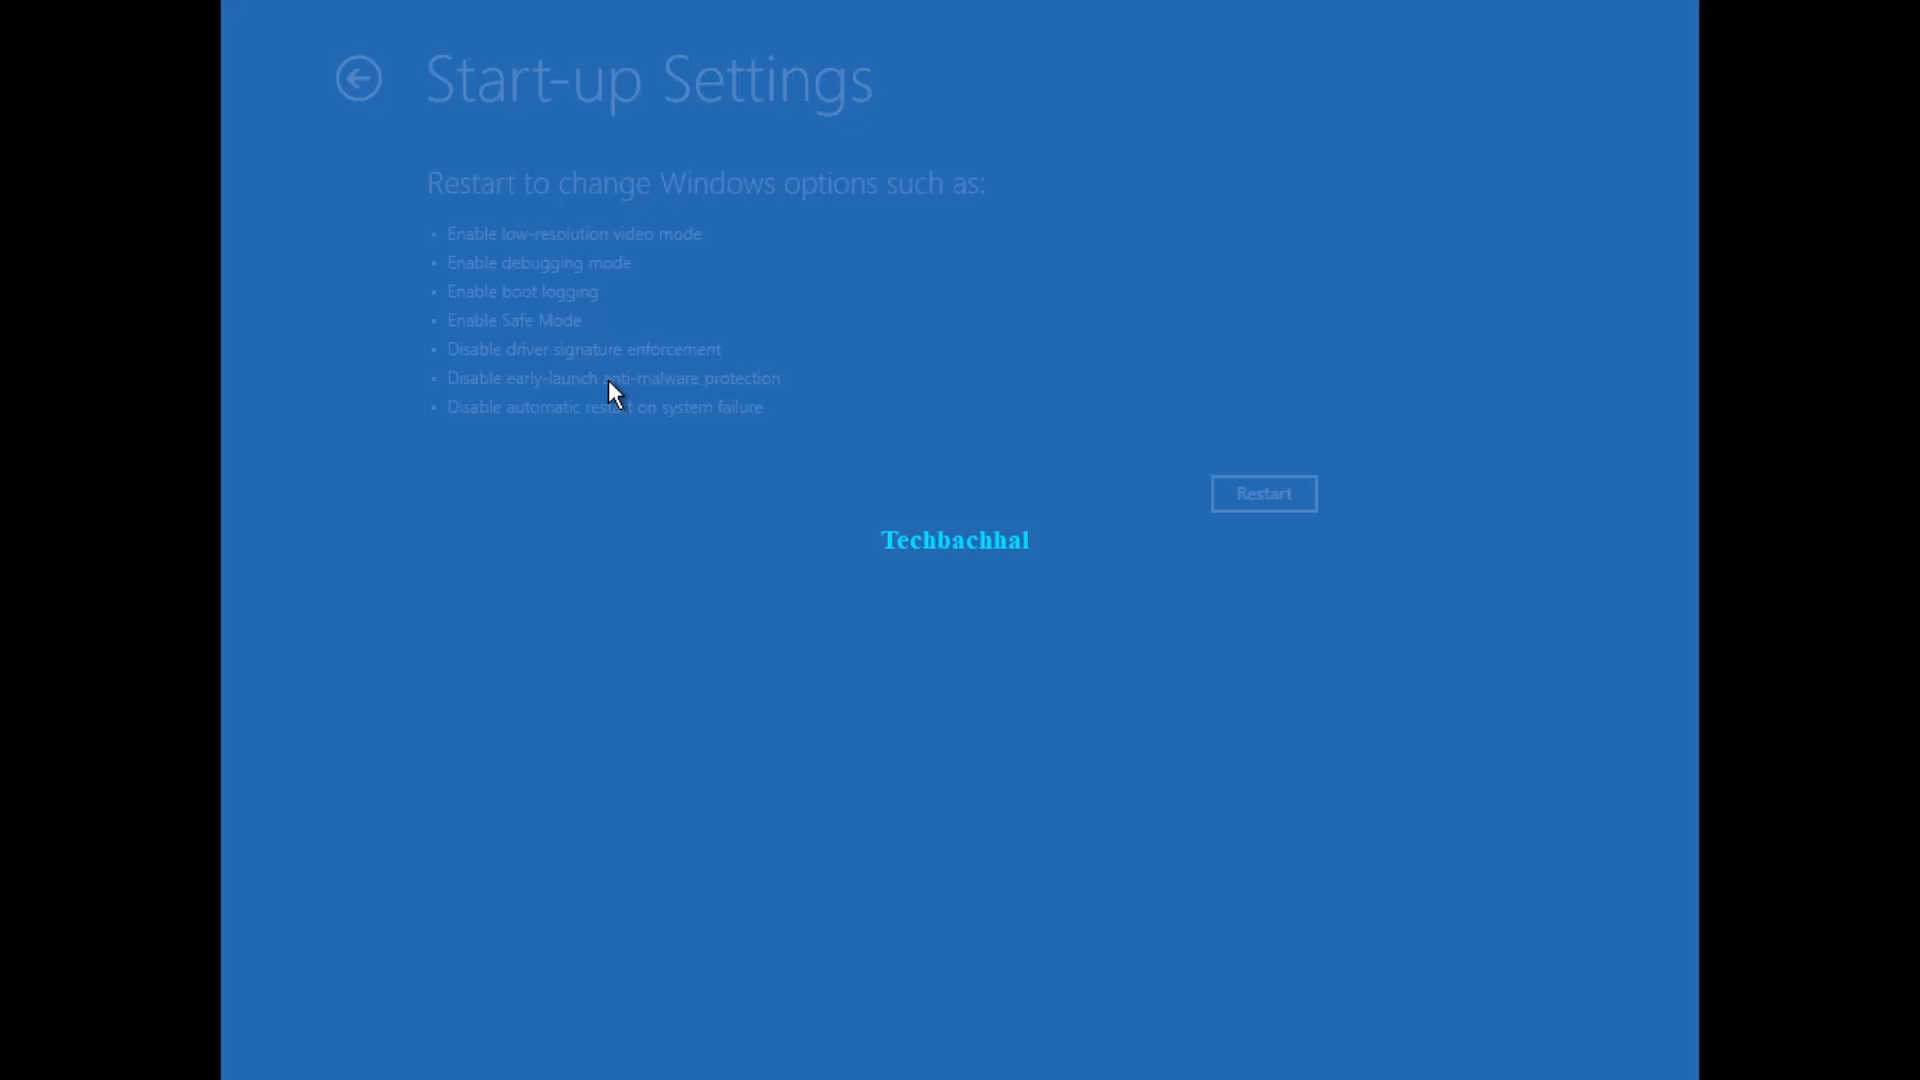 Start-up Settings
Restart to change Windows options such as:
• Enable low-resolution video mode
• Enable debugging mode
• Enable boot logging
• Enable Safe Mode
• Disable driver signature enforcement
• Disable early-launch anti-malware protection
• Disable automatic restart on system failure
Restart
Techbachhal